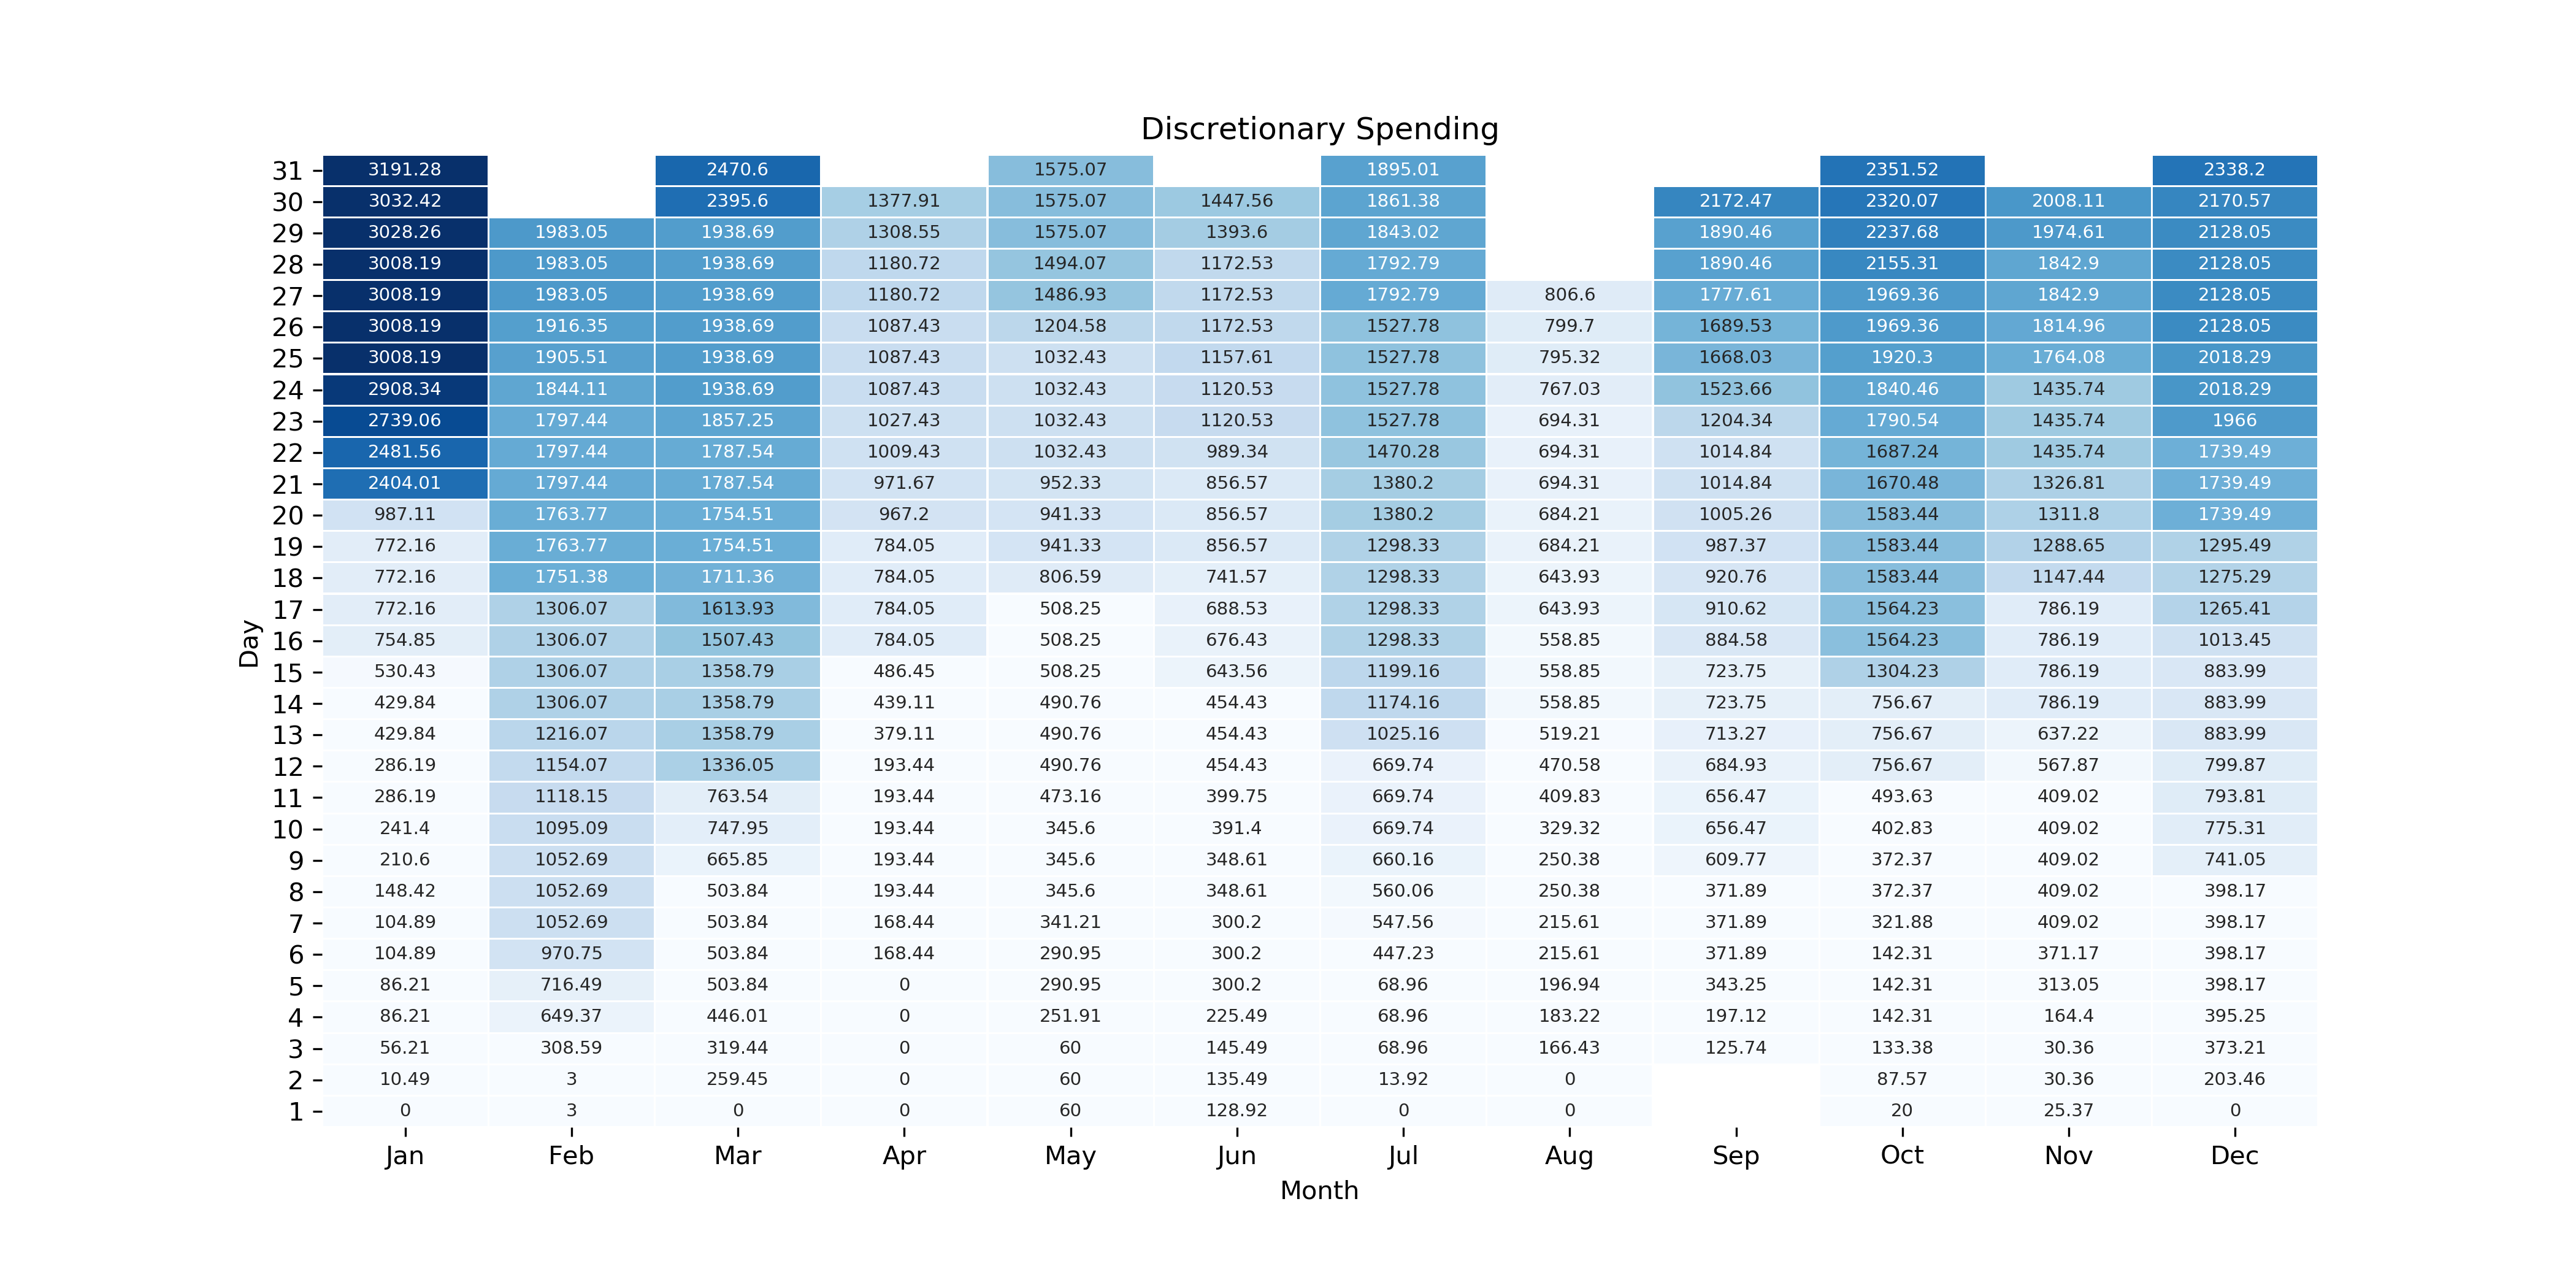 Discretionary Spending
31 3191.28 2470.6 1575.07 1895.01 2351.52 2338.2
30 3032.42 2395.6 1377.91 1575.07 1447.56 1861.38 2172.47 2320.07 2008.11 2170.57
29 3028.26 1983.05 1938.69 1308.55 1575.07 1393.6 1843.02 1890.46 2237.68 1974.61 2128.05
28 3008.19 1983.05 1938.69 1180.72 1494.07 1172.53 1792.79 1890.46 2155.31 1842.9 2128.05
27 3008.19 1983.05 1938.69 1180.72 1486.93 1172.53 1792.79 806.6 1777.61 1969.36 1842.9 2128.05
26 3008.19 1916.35 1938.69 1087.43 1204.58 1172.53 1527.78 799.7 1689.53 1969.36 1814.96 2128.05
25 3008.19 1905.51 1938.69 1087.43 1032.43 1157.61 1527.78 795.32 1668.03 1920.3 1764.08 2018.29
24 2908.34 1844.11 1938.69 1087.43 1032.43 1120.53 1527.78 767.03 1523.66 1840.46 1435.74 2018.29
23 2739.06 1797.44 1857.25 1027.43 1032.43 1120.53 1527.78 694.31 1204.34 1790.54 1435.74 1966
22 2481.56 1797.44 1787.54 1009.43 1032.43 989.34 1470.28 694.31 1014.84 1687.24 1435.74 1739.49
21 2404.01 1797.44 1787.54 971.67 952.33 856.57 1380.2 694.31 1014.84 1670.48 1326.81 1739.49
20 987.11 1763.77 1754.51 967.2 941.33 856.57 1380.2 684.21 1005.26 1583.44 1311.8 1739.49
19 772.16 1763.77 1754.51 784.05 941.33 856.57 1298.33 684.21 987.37 1583.44 1288.65 1295.49
18 772.16 1751.38 1711.36 784.05 806.59 741.57 1298.33 643.93 920.76 1583.44 1147.44 1275.29
17 772.16 1306.07 1613.93 784.05 508.25 688.53 1298.33 643.93 910.62 1564.23 786.19 1265.41
16 754.85 1306.07 1507.43 784.05 508.25 676.43 1298.33 558.85 884.58 1564.23 786.19 1013.45
15 530.43 1306.07 1358.79 486.45 508.25 643.56 1199.16 558.85 723.75 1304.23 786.19 883.99
14 429.84 1306.07 1358.79 439.11 490.76 454.43 1174.16 558.85 723.75 756.67 786.19 883.99
13 429.84 1216.07 1358.79 379.11 490.76 454.43 1025.16 519.21 713.27 756.67 637.22 883.99
12 286.19 1154.07 1336.05 193.44 490.76 454.43 669.74 470.58 684.93 756.67 567.87 799.87
11 286.19 1118.15 763.54 193.44 473.16 399.75 669.74 409.83 656.47 493.63 409.02 793.81
10 241.4 1095.09 747.95 193.44 345.6 391.4 669.74 329.32 656.47 402.83 409.02 775.31
9 210.6 1052.69 665.85 193.44 345.6 348.61 660.16 250.38 609.77 372.37 409.02 741.05
8 148.42 1052.69 503.84 193.44 345.6 348.61 560.06 250.38 371.89 372.37 409.02 398.17
7 104.89 1052.69 503.84 168.44 341.21 300.2 547.56 215.61 371.89 321.88 409.02 398.17
6 104.89 970.75 503.84 168.44 290.95 300.2 447.23 215.61 371.89 142.31 371.17 398.17
5 86.21 716.49 503.84 0 290.95 300.2 68.96 196.94 343.25 142.31 313.05 398.17
4 86.21 649.37 446.01 0 251.91 225.49 68.96 183.22 197.12 142.31 164.4 395.25
3 56.21 308.59 319.44 0 60 145.49 68.96 166.43 125.74 133.38 30.36 373.21
2 10.49 3 259.45 0 60 135.49 13.92 0 87.57 30.36 203.46
1 0 3 0 0 60 128.92 0 0 20 25.37 0
Day
Jan Feb Mar Apr May Jun Jul Aug Sep Oct Nov Dec
Month